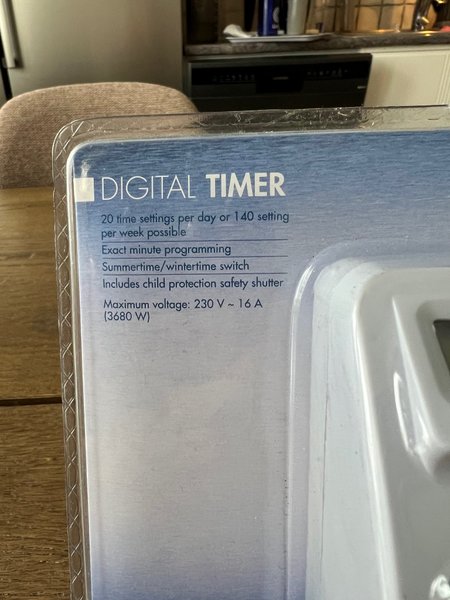 DIGITAL TIMER
20 time settings per day or 140 setting
per week possible
Exact minute programming
Summertime/wintertime switch
Includes child protection safety shutter
Maximum voltage: 230 V ~ 16 A
(3680 W)